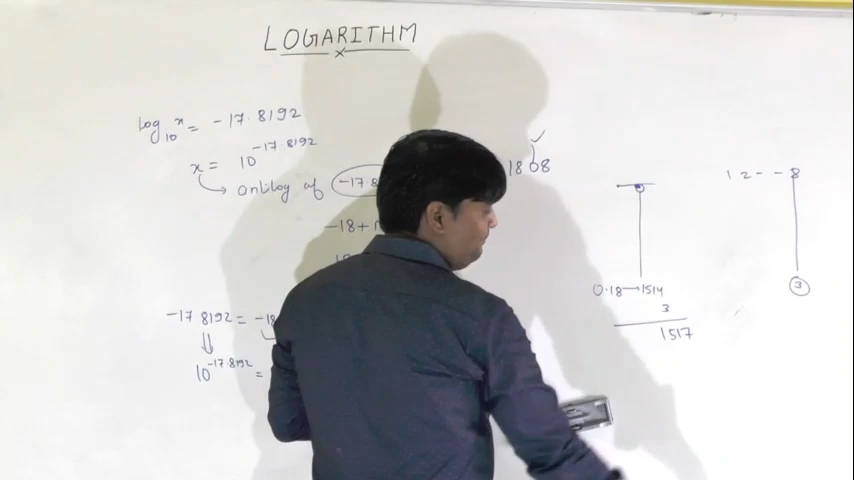 LOGARITHM
x
log₁₀ x = -17.8192
x = 10^-17.8192
antilog of -17.8
1808
-18+
18
-17.8192 = -18
10^-17.8192 =
0.18→1514
3
1517
1 2 - - 8
3